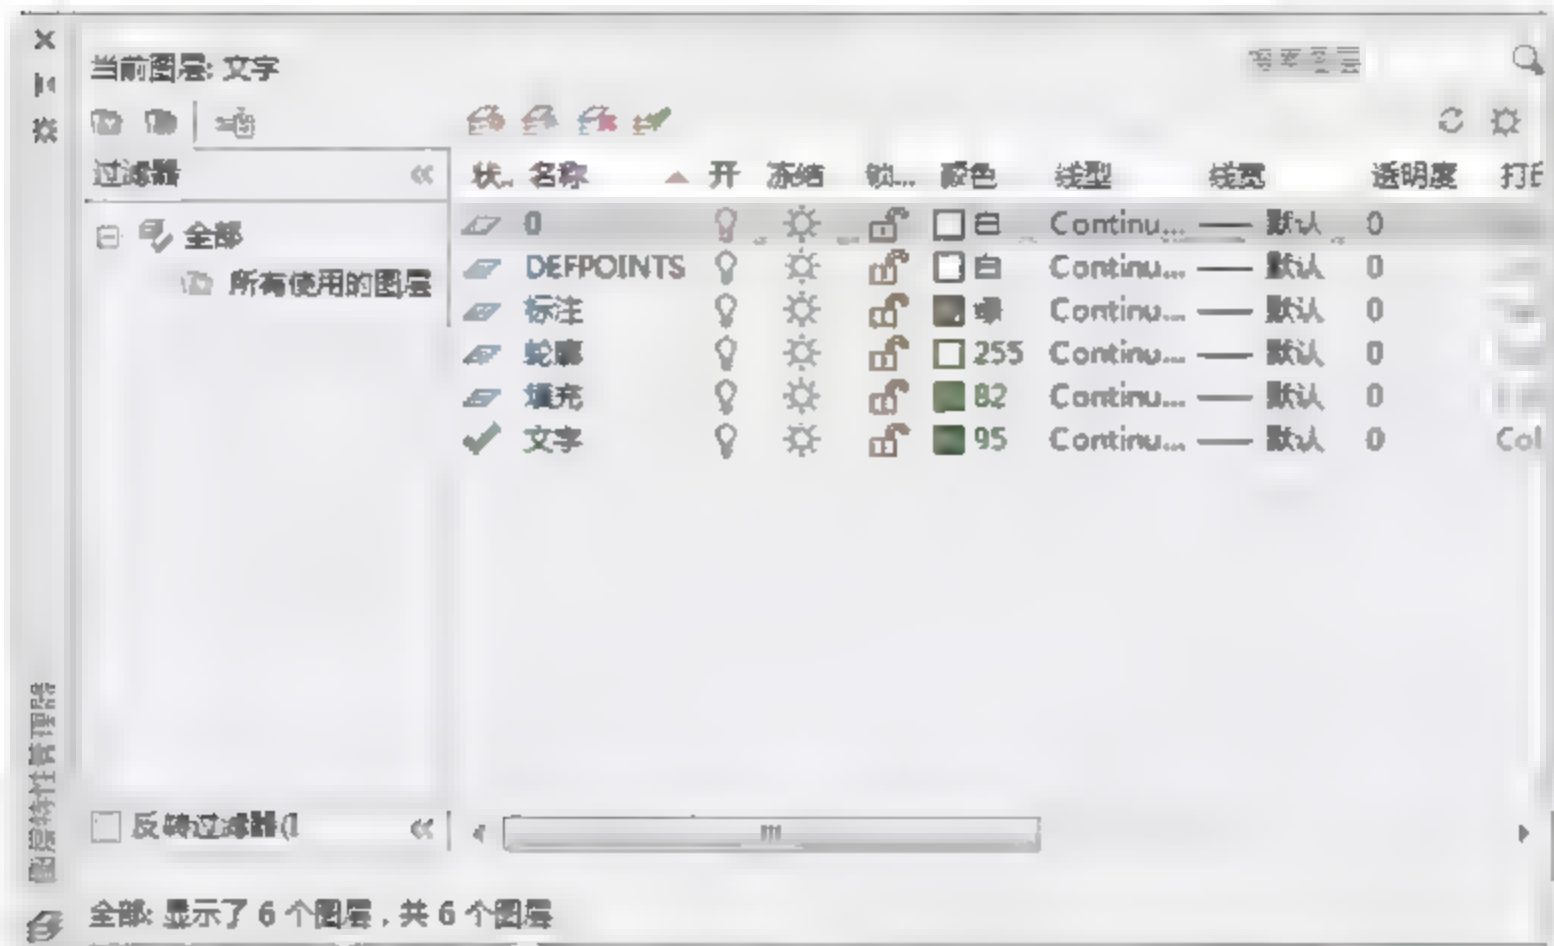 当前图层: 文字
过滤器
状.. 名称 开 冻结 锁... 颜色 线型 线宽 透明度 打印
全部
所有使用的图层
0 白 Continu... 默认 0
DEFPOINTS 白 Continu... 默认 0
标注 绿 Continu... 默认 0
轮廓 255 Continu... 默认 0
填充 82 Continu... 默认 0
文字 95 Continu... 默认 0 Col
反转过滤器(I
全部: 显示了 6 个图层 , 共 6 个图层
图层特性管理器